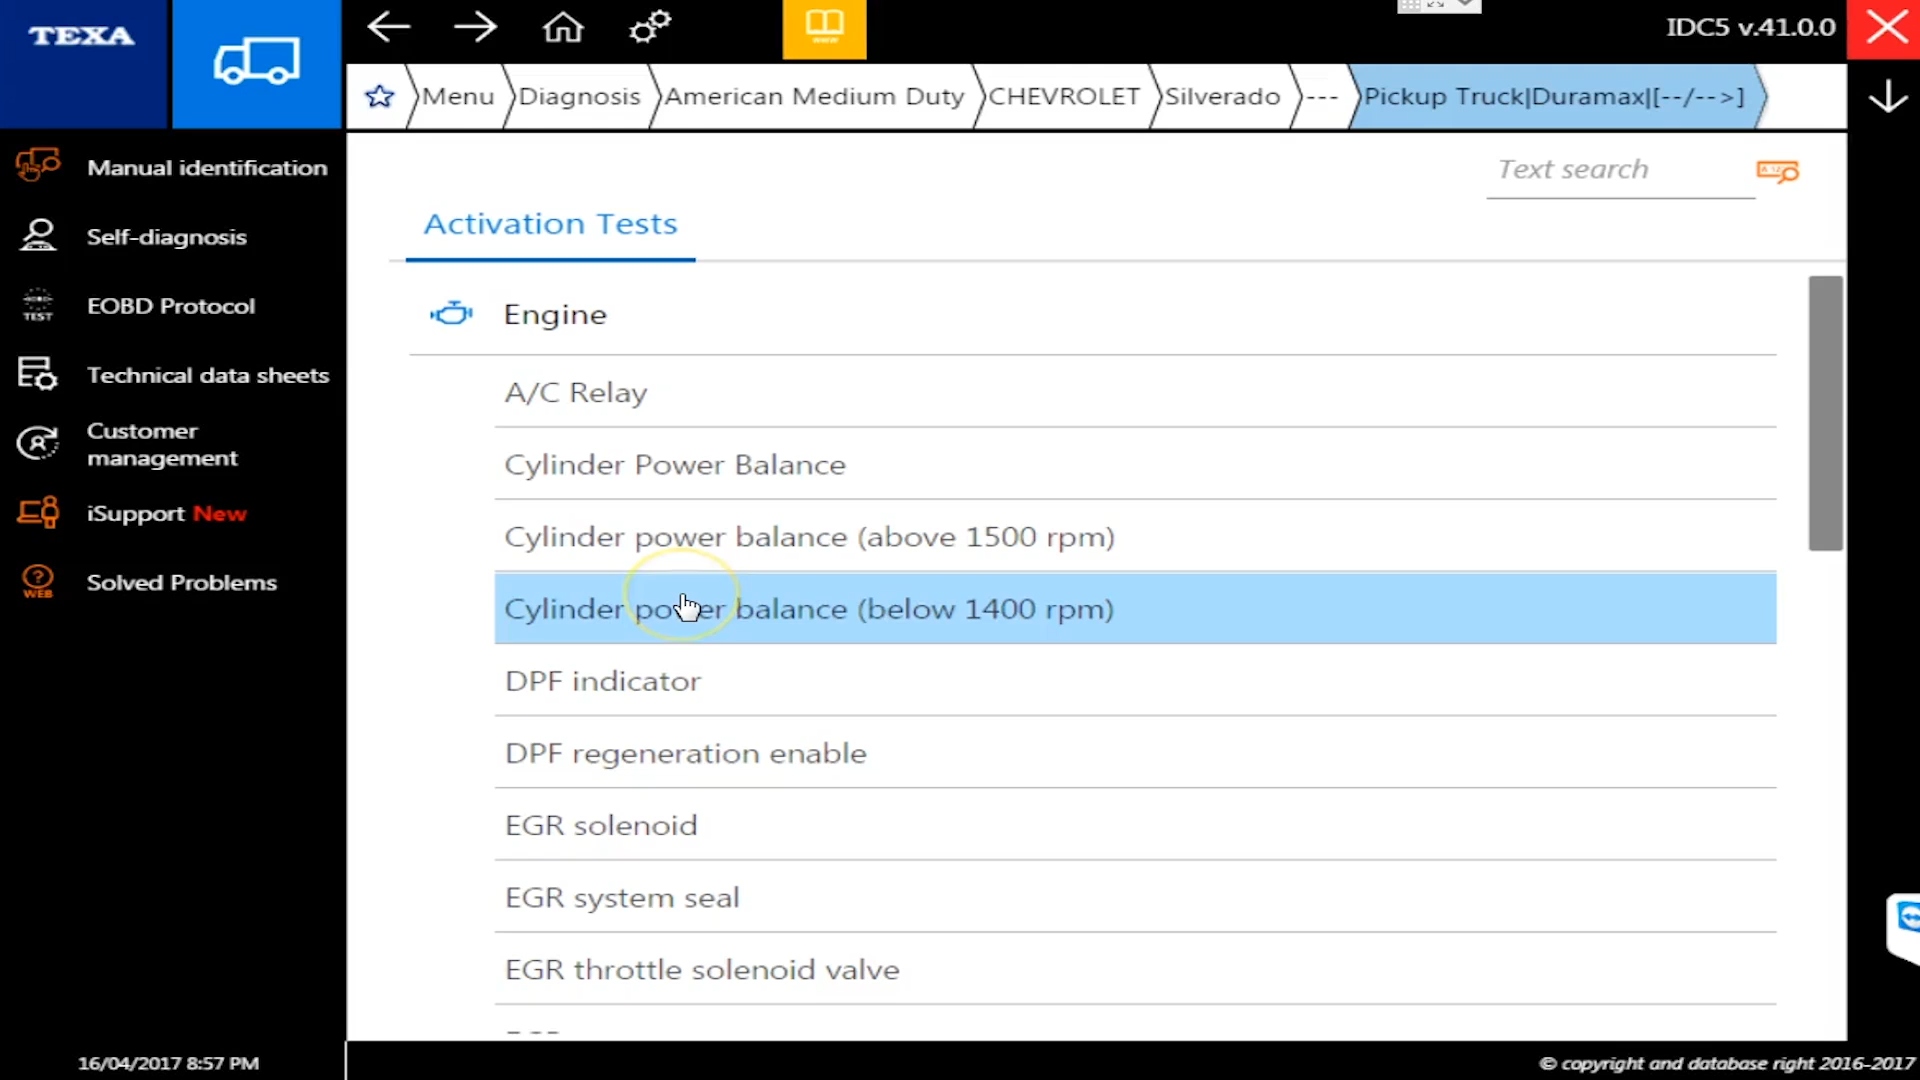 TEXA
www
IDC5 v.41.0.0
Menu
Diagnosis
American Medium Duty
CHEVROLET
Silverado
---
Pickup Truck|Duramax|[--/-->]
Manual identification
Self-diagnosis
TEST
EOBD Protocol
Technical data sheets
Customer
management
iSupport New
WEB
Solved Problems
Text search
Activation Tests
Engine
A/C Relay
Cylinder Power Balance
Cylinder power balance (above 1500 rpm)
Cylinder power balance (below 1400 rpm)
DPF indicator
DPF regeneration enable
EGR solenoid
EGR system seal
EGR throttle solenoid valve
16/04/2017 8:57 PM
© copyright and database right 2016-2017